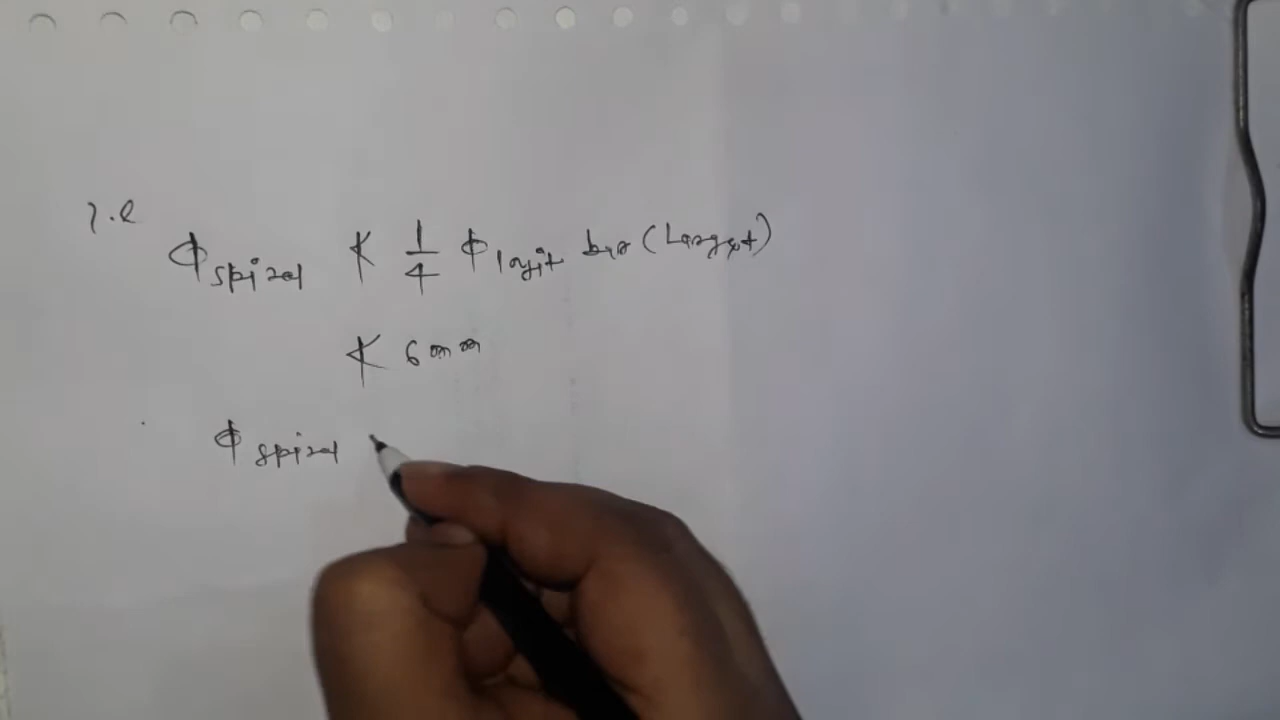 i.e
ϕspiral ≮ 1/4 ϕlongit bar (Largest)
≮ 6mm
ϕspiral